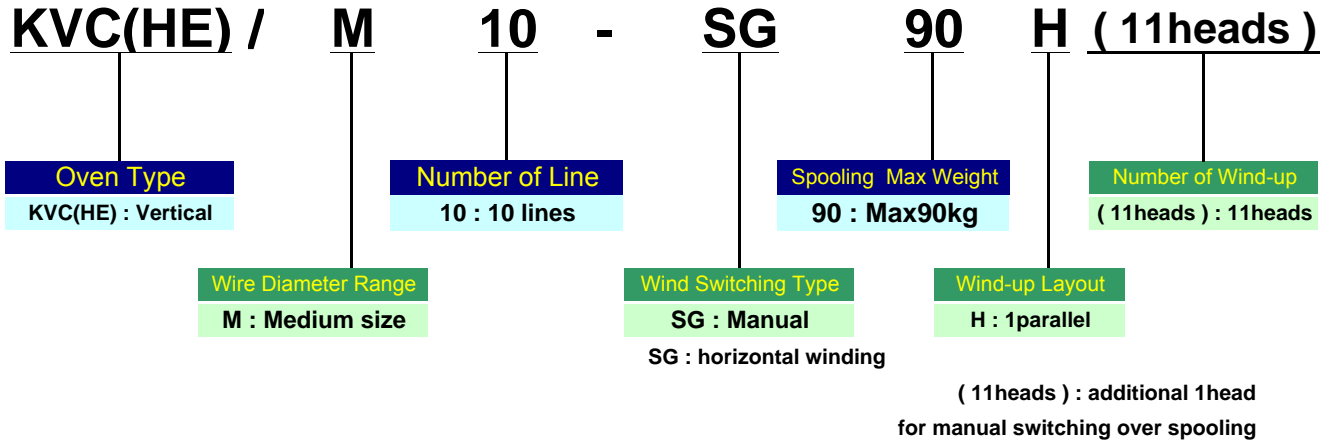 KVC(HE) / M 10 - SG 90 H ( 11heads )
Oven Type
KVC(HE) : Vertical
Number of Line
10 : 10 lines
Spooling Max Weight
90 : Max90kg
Number of Wind-up
( 11heads ) : 11heads
Wire Diameter Range
M : Medium size
Wind Switching Type
SG : Manual
SG : horizontal winding
Wind-up Layout
H : 1parallel
( 11heads ) : additional 1head
for manual switching over spooling